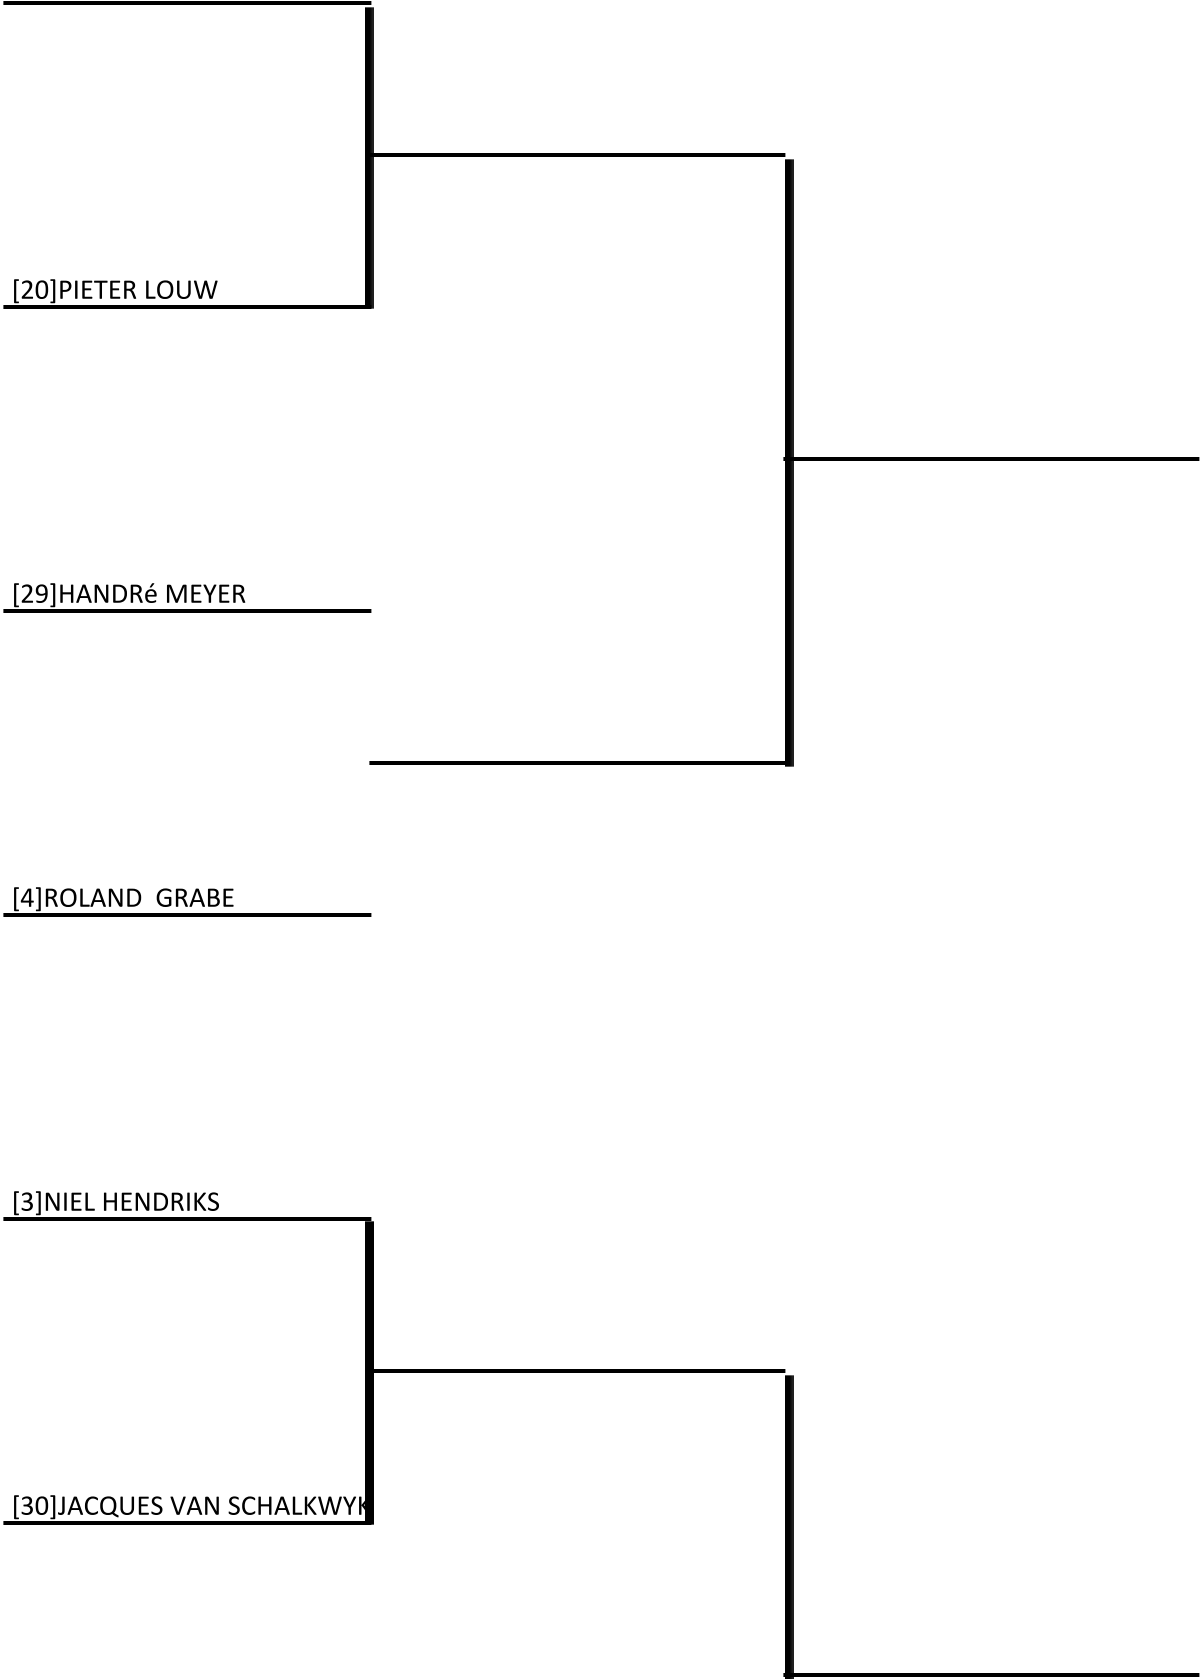 [20]PIETER LOUW
[29]HANDRé MEYER
[4]ROLAND  GRABE
[3]NIEL HENDRIKS
[30]JACQUES VAN SCHALKWYK